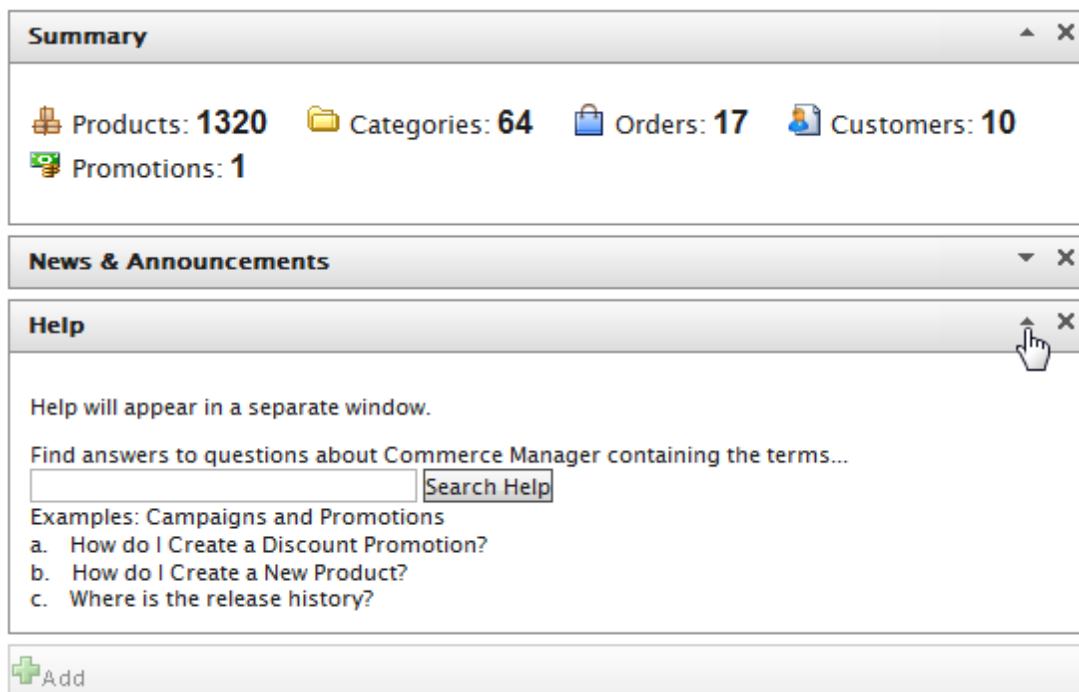 Summary
Products: 1320 Categories: 64 Orders: 17 Customers: 10
Promotions: 1
News & Announcements
Help
Help will appear in a separate window.
Find answers to questions about Commerce Manager containing the terms...
Search Help
Examples: Campaigns and Promotions
a. How do I Create a Discount Promotion?
b. How do I Create a New Product?
c. Where is the release history?
Add